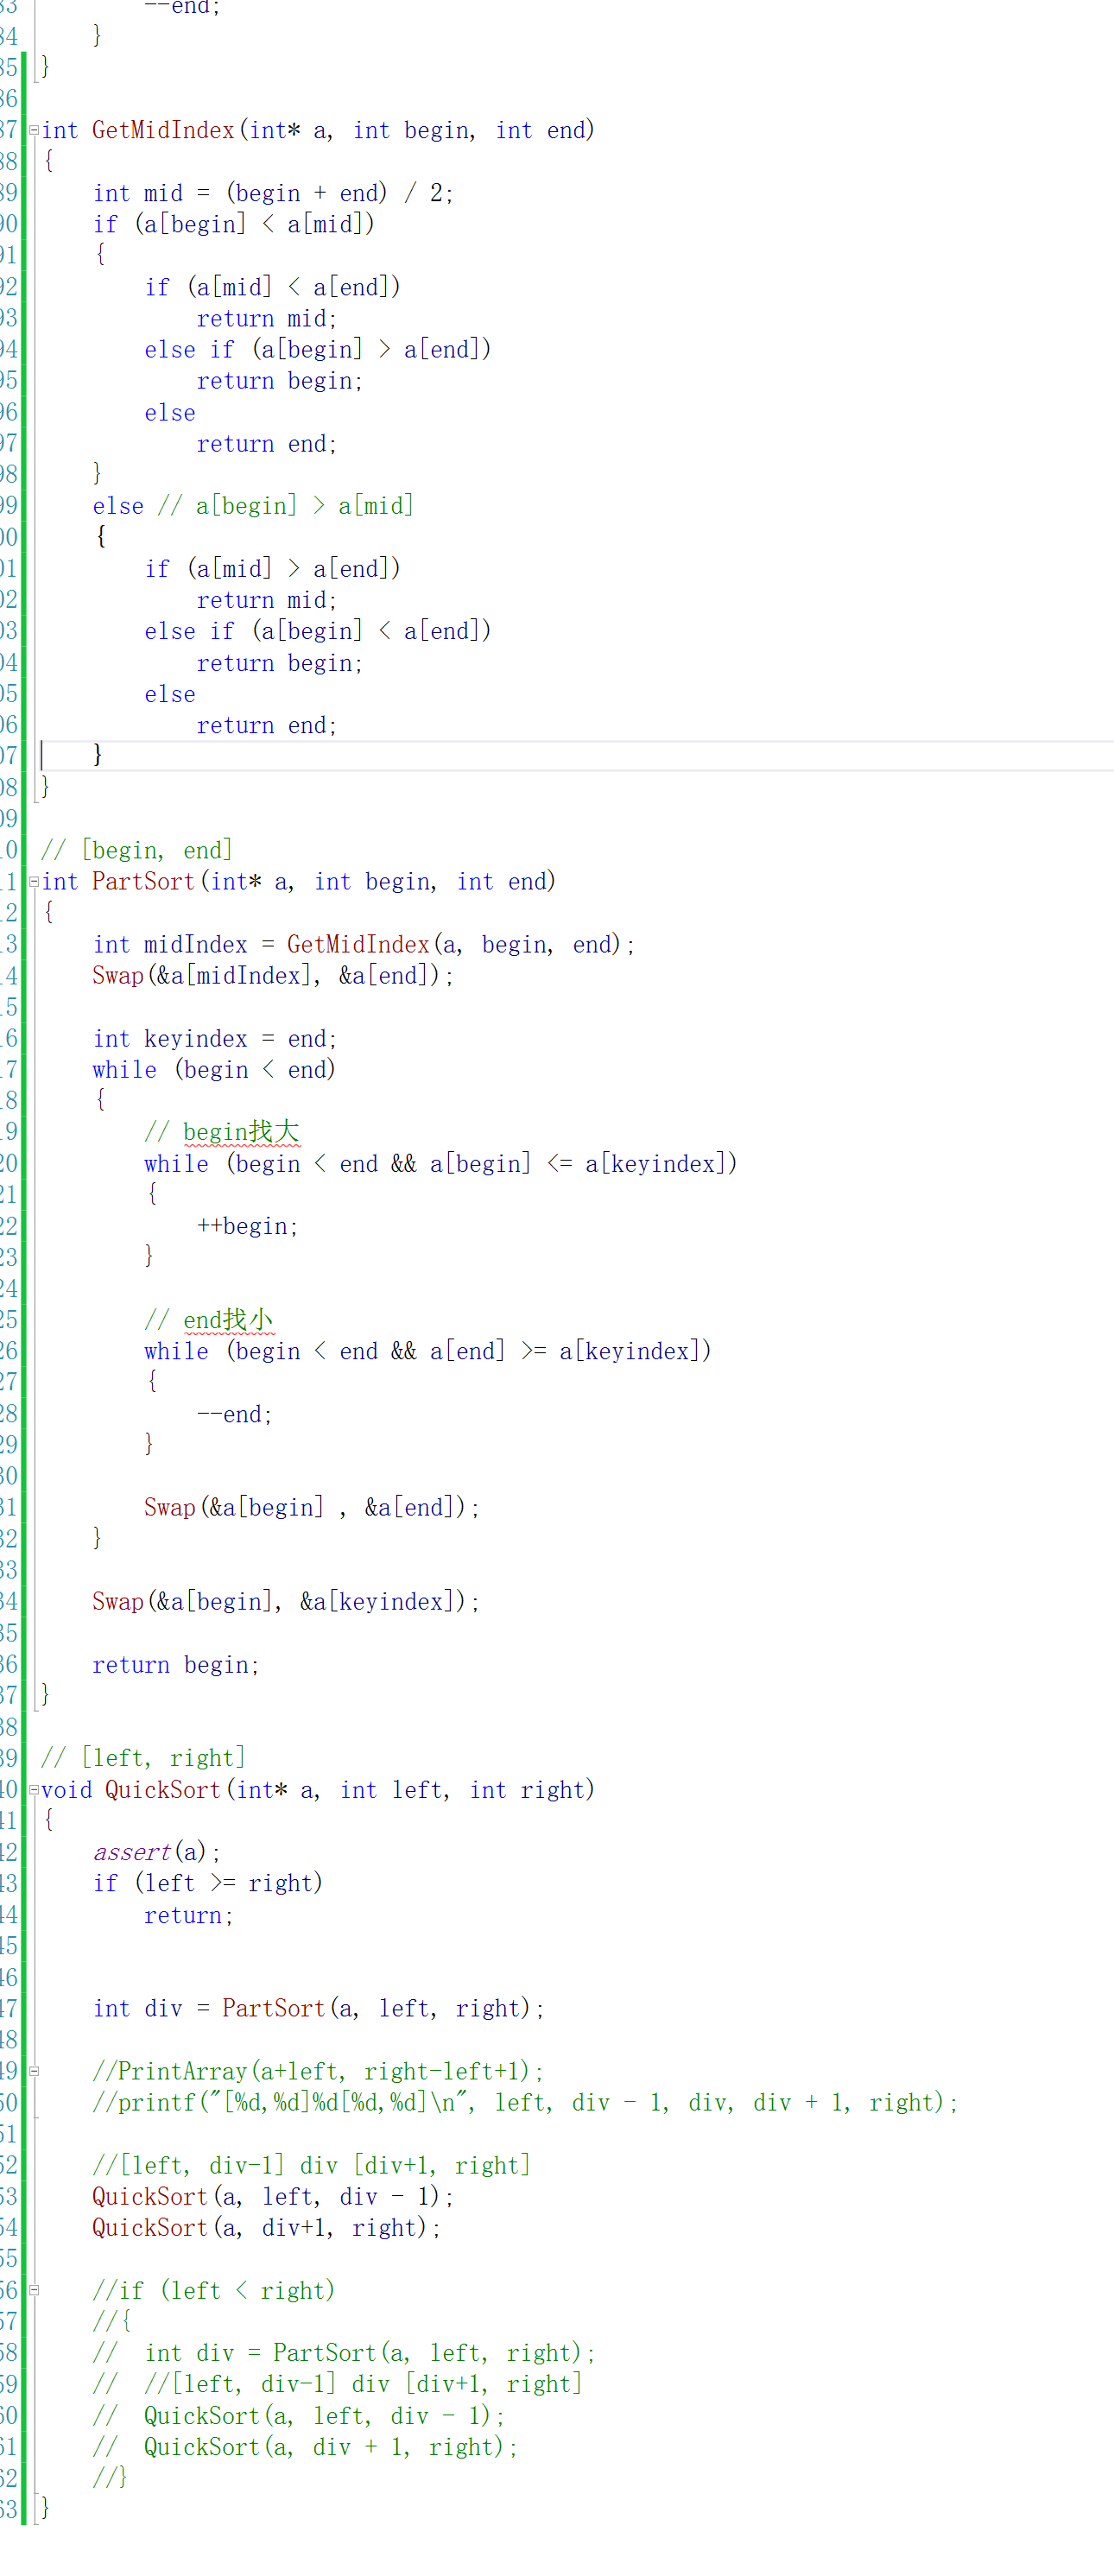 83 --end;
84 }
85 }
86
87 int GetMidIndex(int* a, int begin, int end)
88 {
89 int mid = (begin + end) / 2;
90 if (a[begin] < a[mid])
91 {
92 if (a[mid] < a[end])
93 return mid;
94 else if (a[begin] > a[end])
95 return begin;
96 else
97 return end;
98 }
99 else // a[begin] > a[mid]
00 {
01 if (a[mid] > a[end])
02 return mid;
03 else if (a[begin] < a[end])
04 return begin;
05 else
06 return end;
07 }
08 }
09
10 // [begin, end]
11 int PartSort(int* a, int begin, int end)
12 {
13 int midIndex = GetMidIndex(a, begin, end);
14 Swap(&a[midIndex], &a[end]);
15
16 int keyindex = end;
17 while (begin < end)
18 {
19 // begin找大
20 while (begin < end && a[begin] <= a[keyindex])
21 {
22 ++begin;
23 }
24
25 // end找小
26 while (begin < end && a[end] >= a[keyindex])
27 {
28 --end;
29 }
30
31 Swap(&a[begin] , &a[end]);
32 }
33
34 Swap(&a[begin], &a[keyindex]);
35
36 return begin;
37 }
38
39 // [left, right]
40 void QuickSort(int* a, int left, int right)
41 {
42 assert(a);
43 if (left >= right)
44 return;
45
46
47 int div = PartSort(a, left, right);
48
49 //PrintArray(a+left, right-left+1);
50 //printf("[%d,%d]%d[%d,%d]\n", left, div - 1, div, div + 1, right);
51
52 //[left, div-1] div [div+1, right]
53 QuickSort(a, left, div - 1);
54 QuickSort(a, div+1, right);
55
56 //if (left < right)
57 //{
58 // int div = PartSort(a, left, right);
59 // //[left, div-1] div [div+1, right]
60 // QuickSort(a, left, div - 1);
61 // QuickSort(a, div + 1, right);
62 //}
63 }